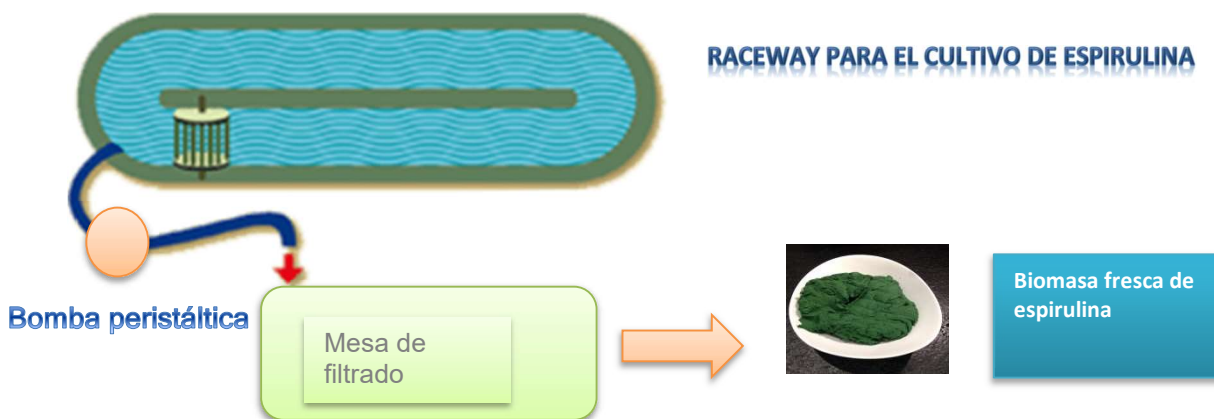 RACEWAY PARA EL CULTIVO DE ESPIRULINA
Bomba peristáltica
Mesa de
filtrado
Biomasa fresca de
espirulina